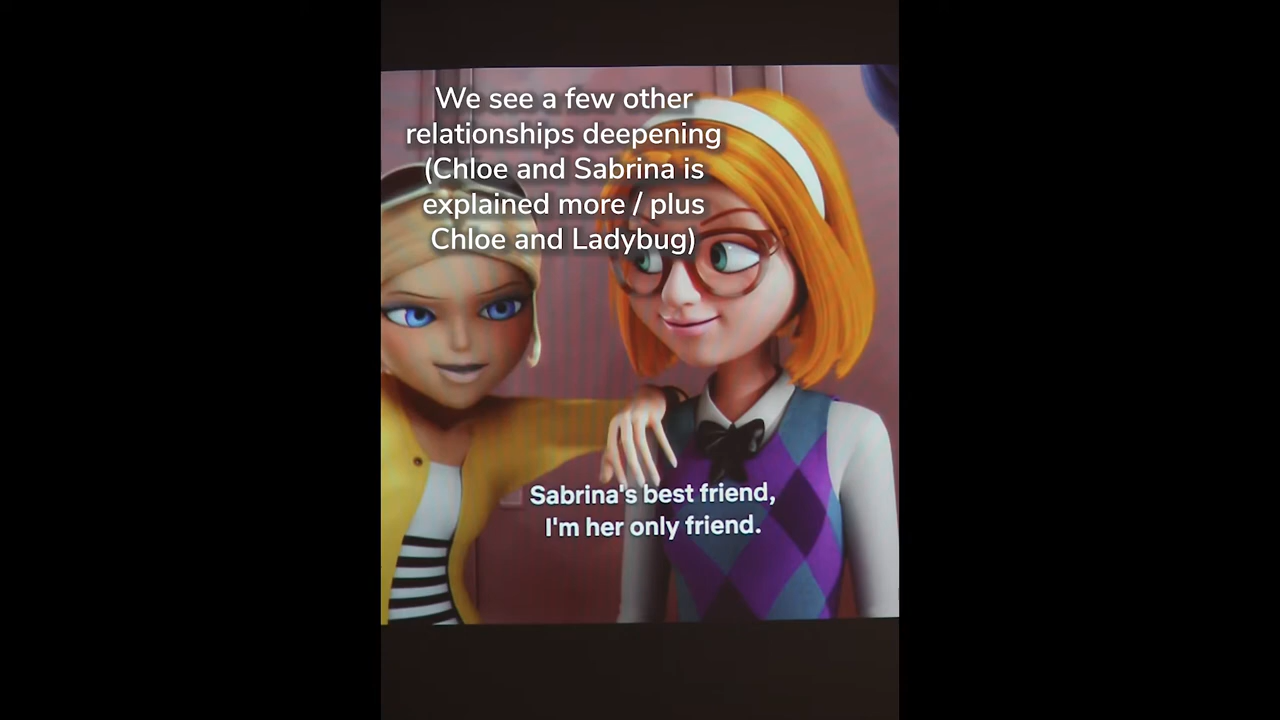 We see a few other
relationships deepening
(Chloe and Sabrina is
explained more / plus
Chloe and Ladybug)
Sabrina's best friend,
I'm her only friend.